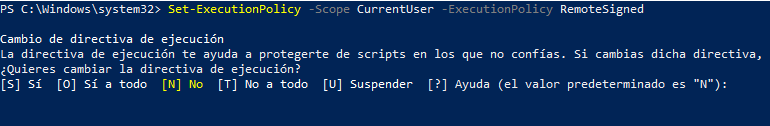 PS C:\Windows\system32> Set-ExecutionPolicy -Scope CurrentUser -ExecutionPolicy RemoteSigned
Cambio de directiva de ejecución
La directiva de ejecución te ayuda a protegerte de scripts en los que no confías. Si cambias dicha directiva,
¿Quieres cambiar la directiva de ejecución?
[S] Sí  [O] Sí a todo  [N] No  [T] No a todo  [U] Suspender  [?] Ayuda (el valor predeterminado es "N"):